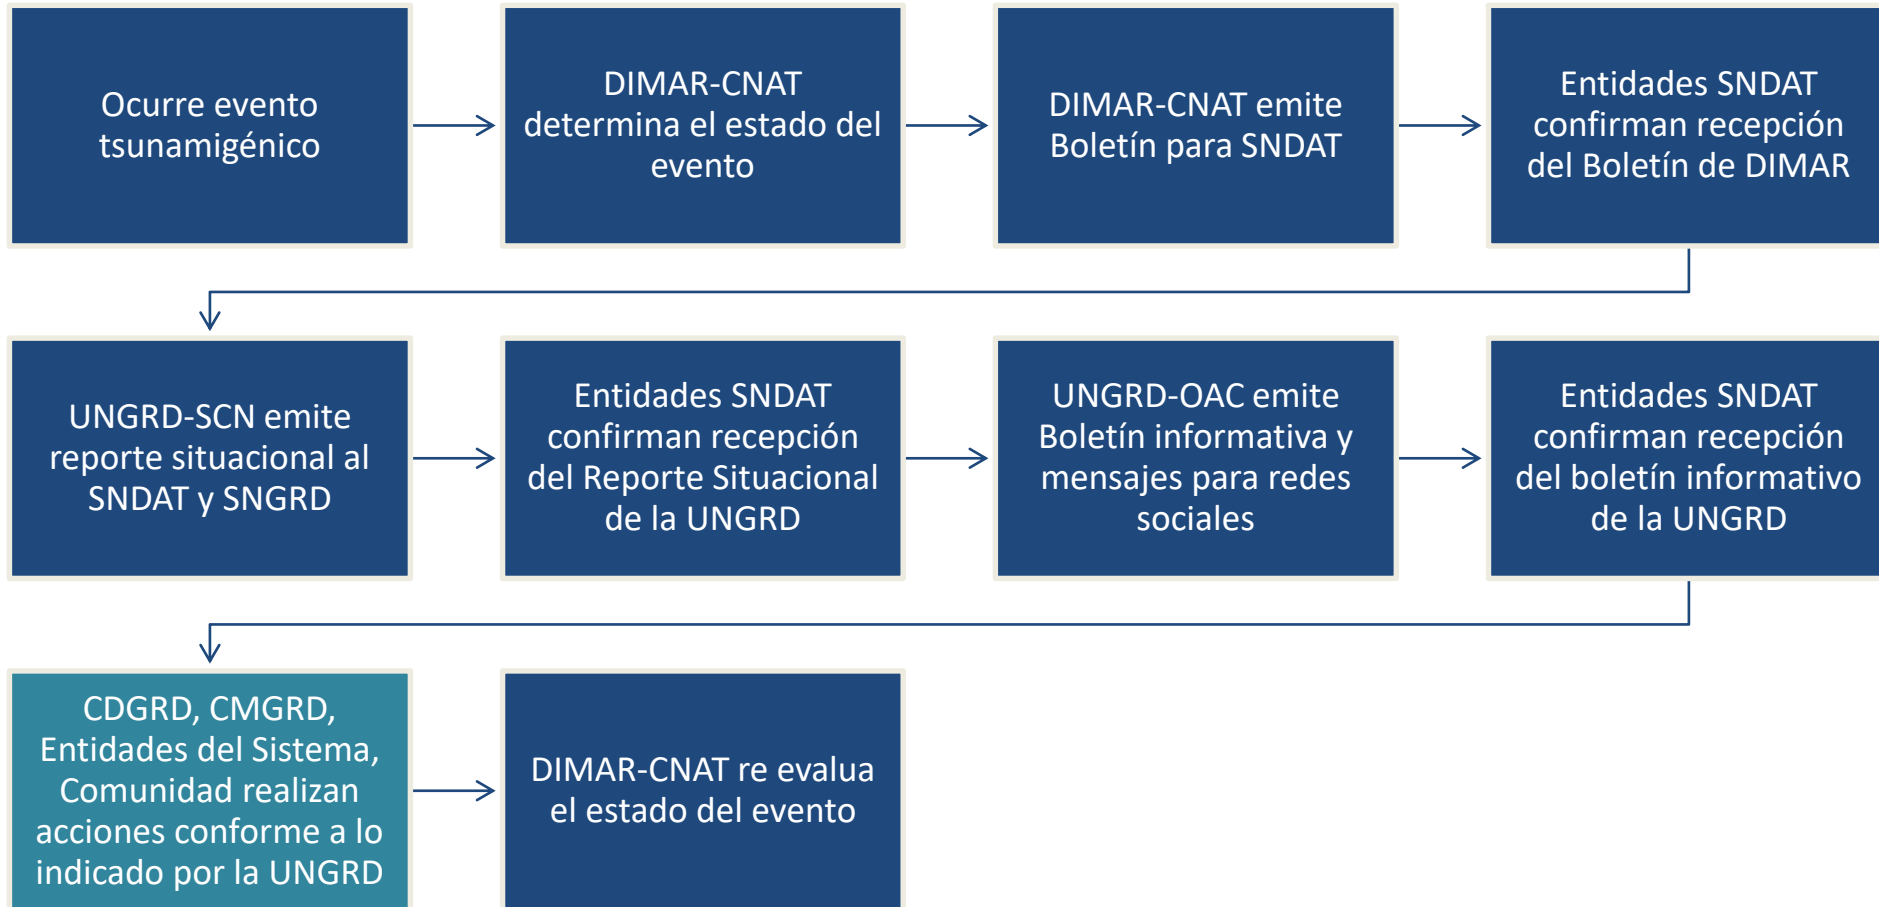 Ocurre evento
tsunamigénico
DIMAR-CNAT
determina el estado del
evento
DIMAR-CNAT emite
Boletín para SNDAT
Entidades SNDAT
confirman recepción
del Boletín de DIMAR
UNGRD-SCN emite
reporte situacional al
SNDAT y SNGRD
Entidades SNDAT
confirman recepción
del Reporte Situacional
de la UNGRD
UNGRD-OAC emite
Boletín informativa y
mensajes para redes
sociales
Entidades SNDAT
confirman recepción
del boletín informativo
de la UNGRD
CDGRD, CMGRD,
Entidades del Sistema,
Comunidad realizan
acciones conforme a lo
indicado por la UNGRD
DIMAR-CNAT re evalua
el estado del evento